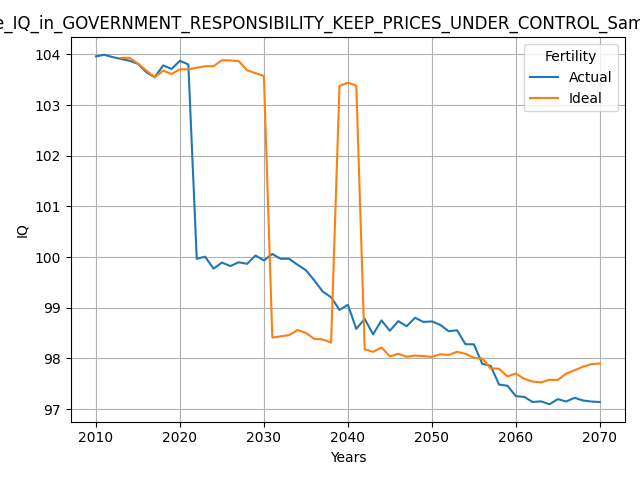 e_IQ_in_GOVERNMENT_RESPONSIBILITY_KEEP_PRICES_UNDER_CONTROL_Sam
104
103
102
101
100
99
98
97
IQ
Fertility
Actual
Ideal
2010 2020 2030 2040 2050 2060 2070
Years